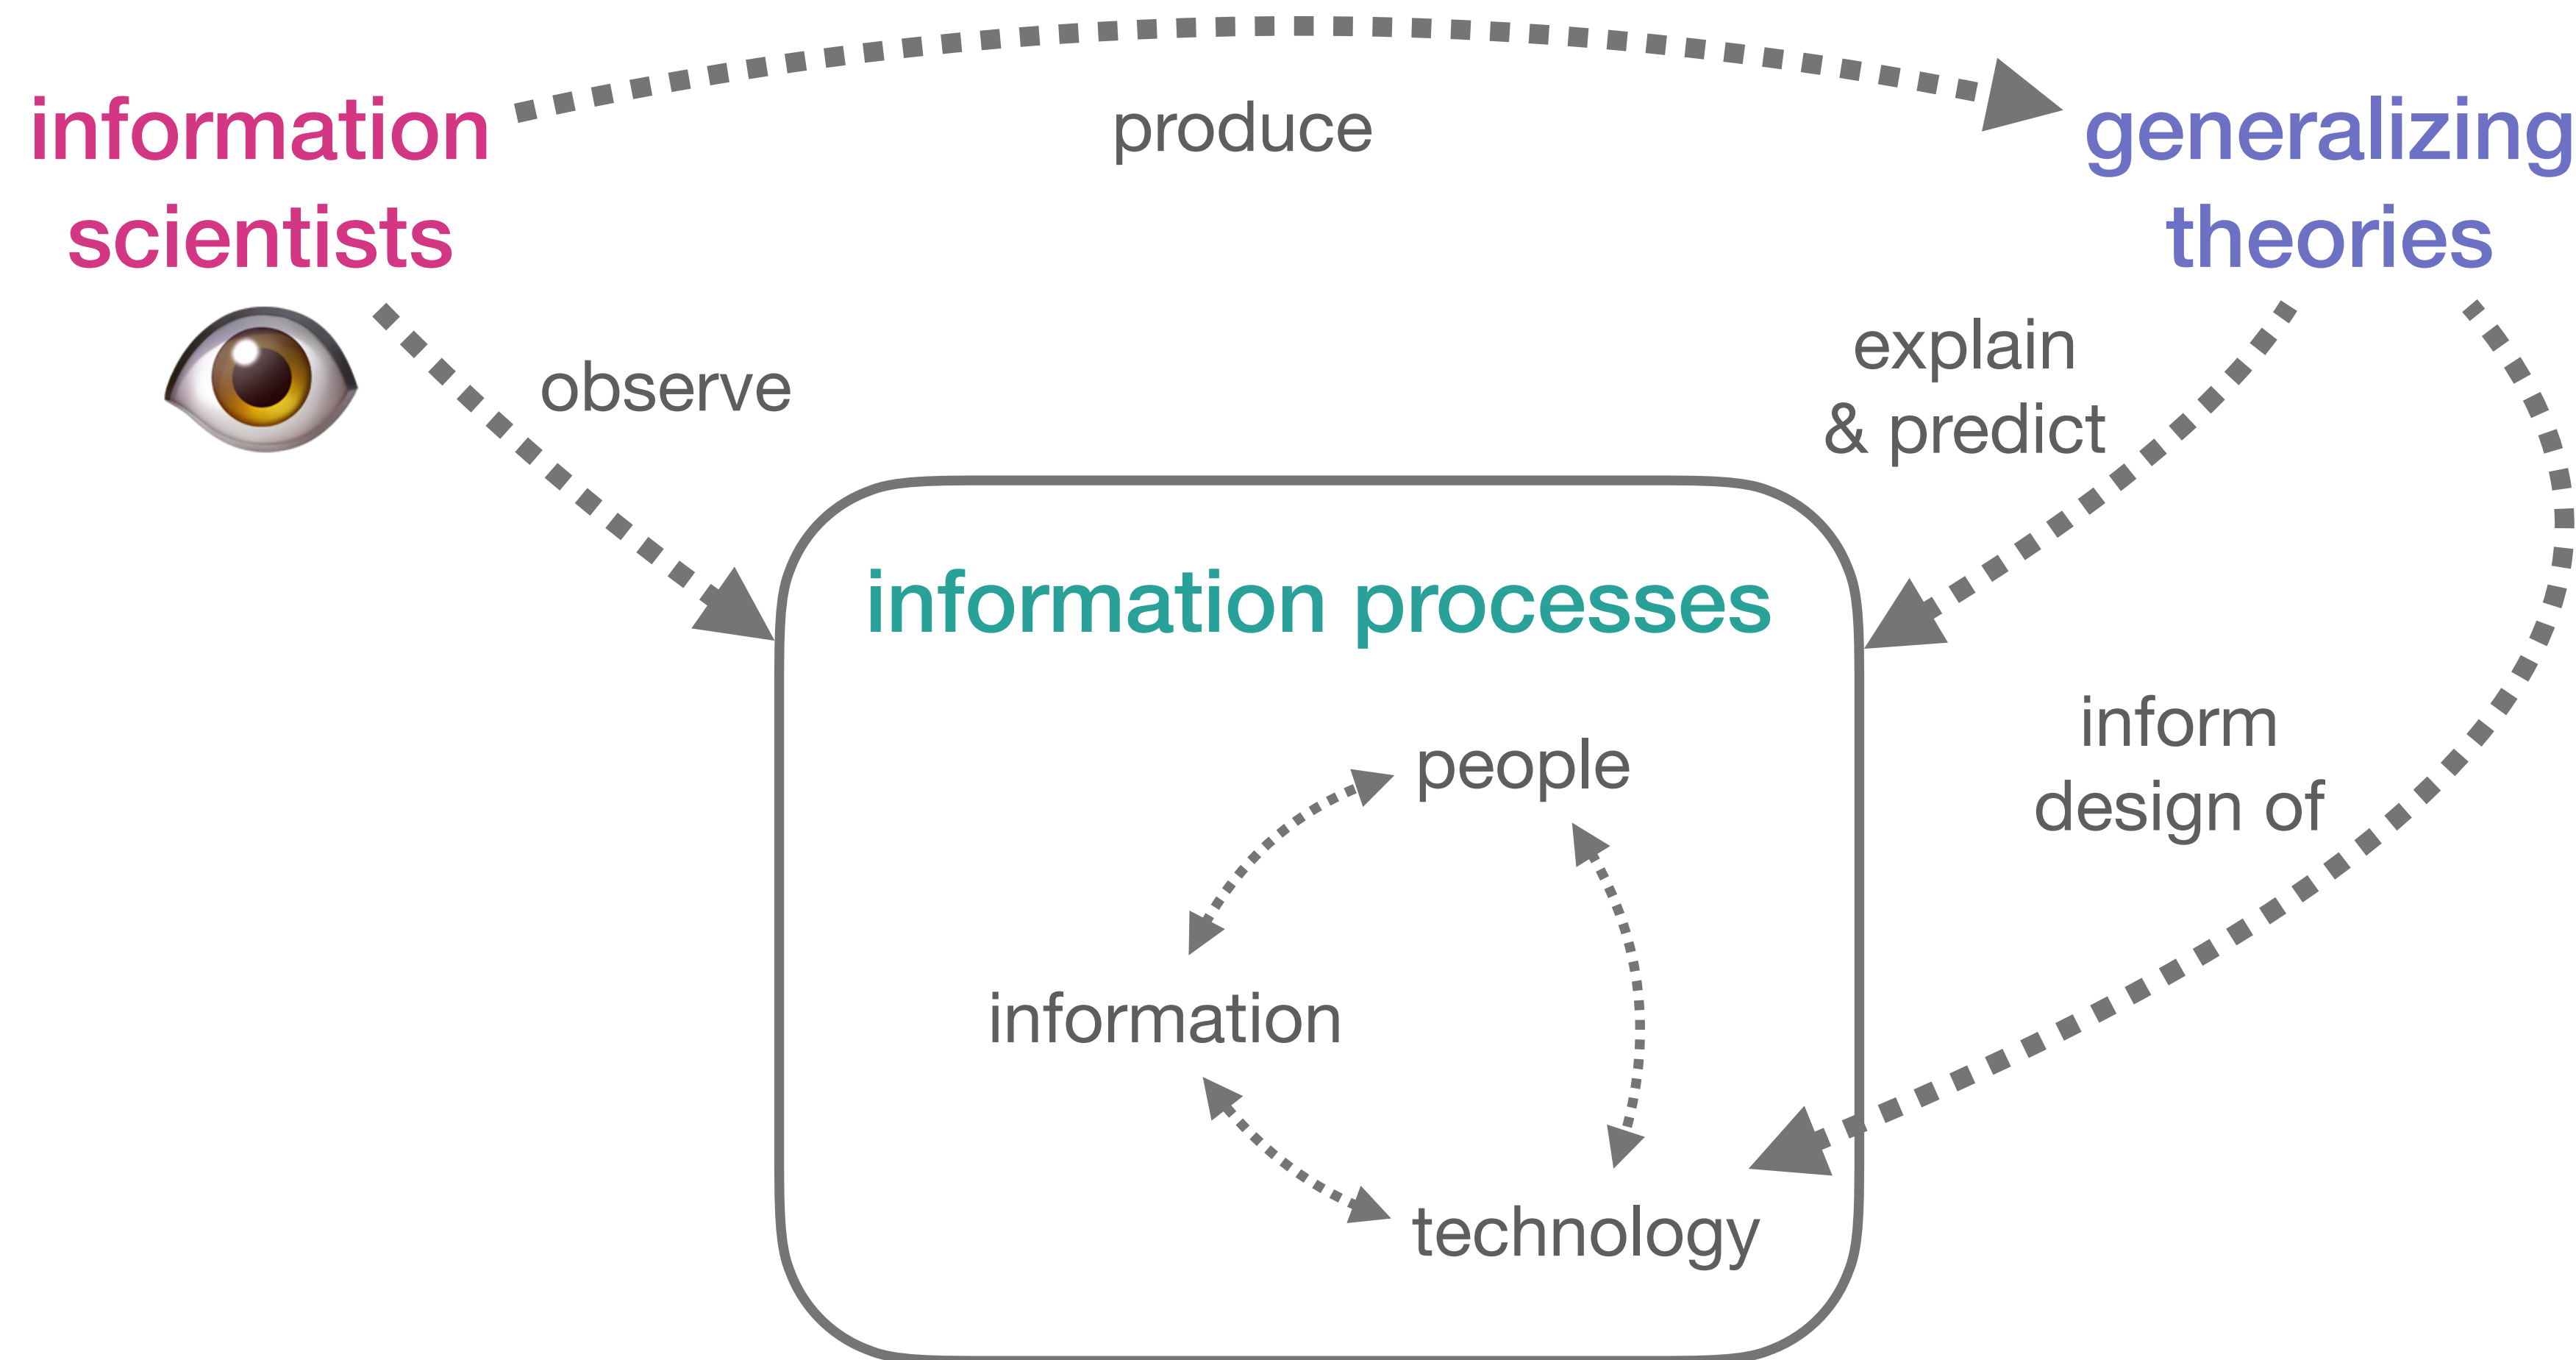 information
scientists
produce
generalizing
theories
observe
explain
& predict
information processes
people
inform
design of
information
technology